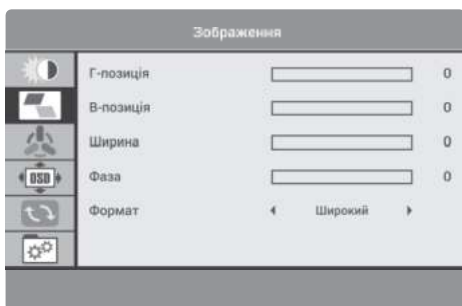 Зображення
Г-позиція 0
В-позиція 0
Ширина 0
Фаза 0
Формат Широкий
OSD